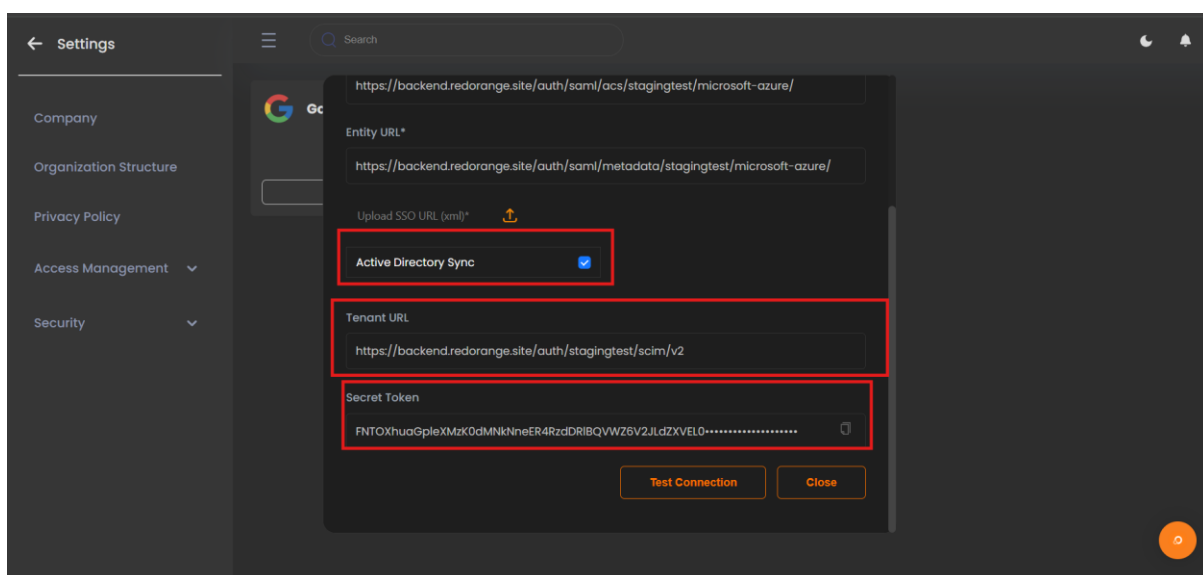 Settings
Search
Company
Organization Structure
Privacy Policy
Access Management
Security
https://backend.redorange.site/auth/saml/acs/stagingtest/microsoft-azure/
Entity URL*
https://backend.redorange.site/auth/saml/metadata/stagingtest/microsoft-azure/
Upload SSO URL (xml)*
Active Directory Sync
Tenant URL
https://backend.redorange.site/auth/stagingtest/scim/v2
Secret Token
Test Connection
Close